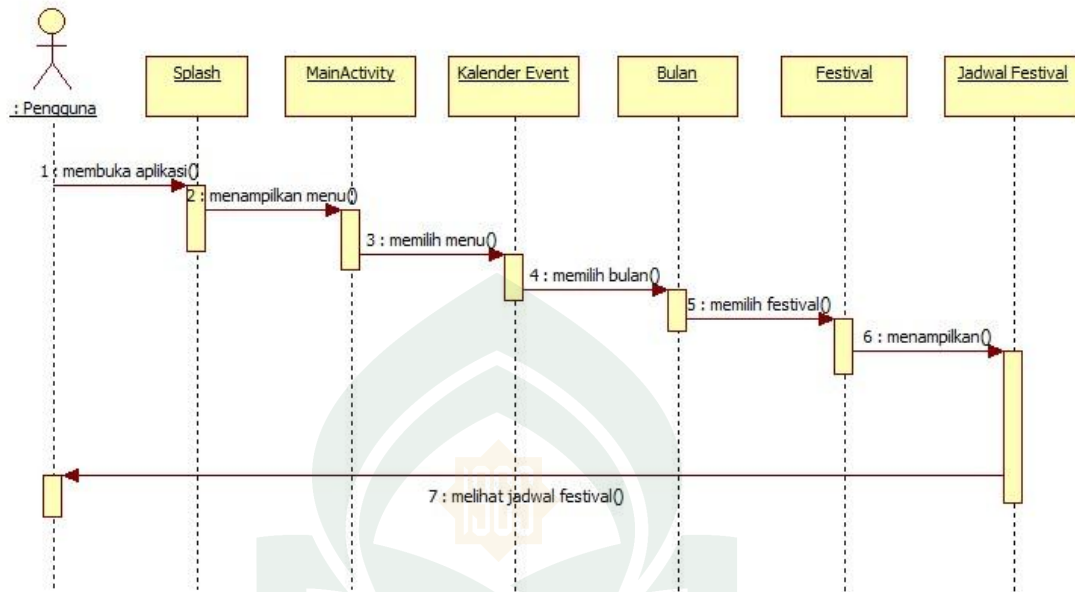 Splash
MainActivity
Kalender Event
Bulan
Festival
Jadwal Festival
: Pengguna
1 : membuka aplikasi()
2 : menampilkan menu()
3 : memilih menu()
4 : memilih bulan()
5 : memilih festival()
6 : menampilkan()
7 : melihat jadwal festival()